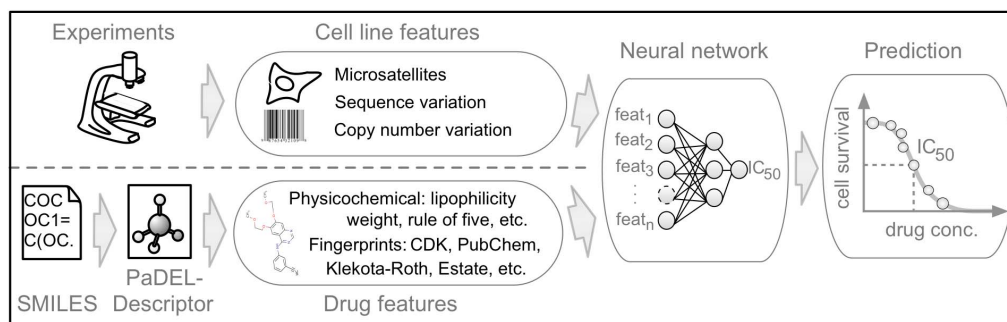 Experiments
Cell line features
Microsatellites
Sequence variation
Copy number variation
Neural network
feat1
feat2
feat3
featn
IC50
Prediction
cell survival
IC50
drug conc.
COC
OC1=
C(OC.
SMILES
PaDEL-
Descriptor
Physicochemical: lipophilicity
weight, rule of five, etc.
Fingerprints: CDK, PubChem,
Klekota-Roth, Estate, etc.
Drug features